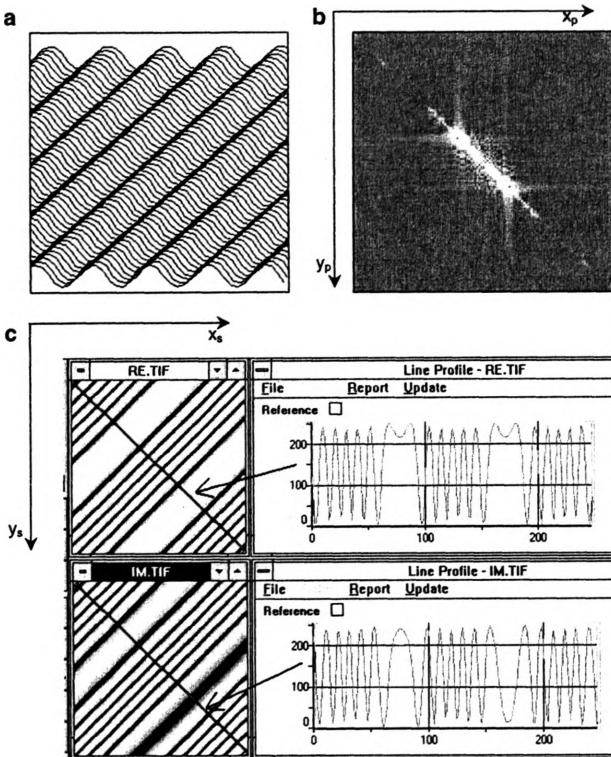 a
b
xp
yp
c
xs
ys
RE.TIF
Line Profile - RE.TIF
File Report Update
Reference
200
100
0
0 100 200
IM.TIF
Line Profile - IM.TIF
File Report Update
Reference
200
100
0
0 100 200